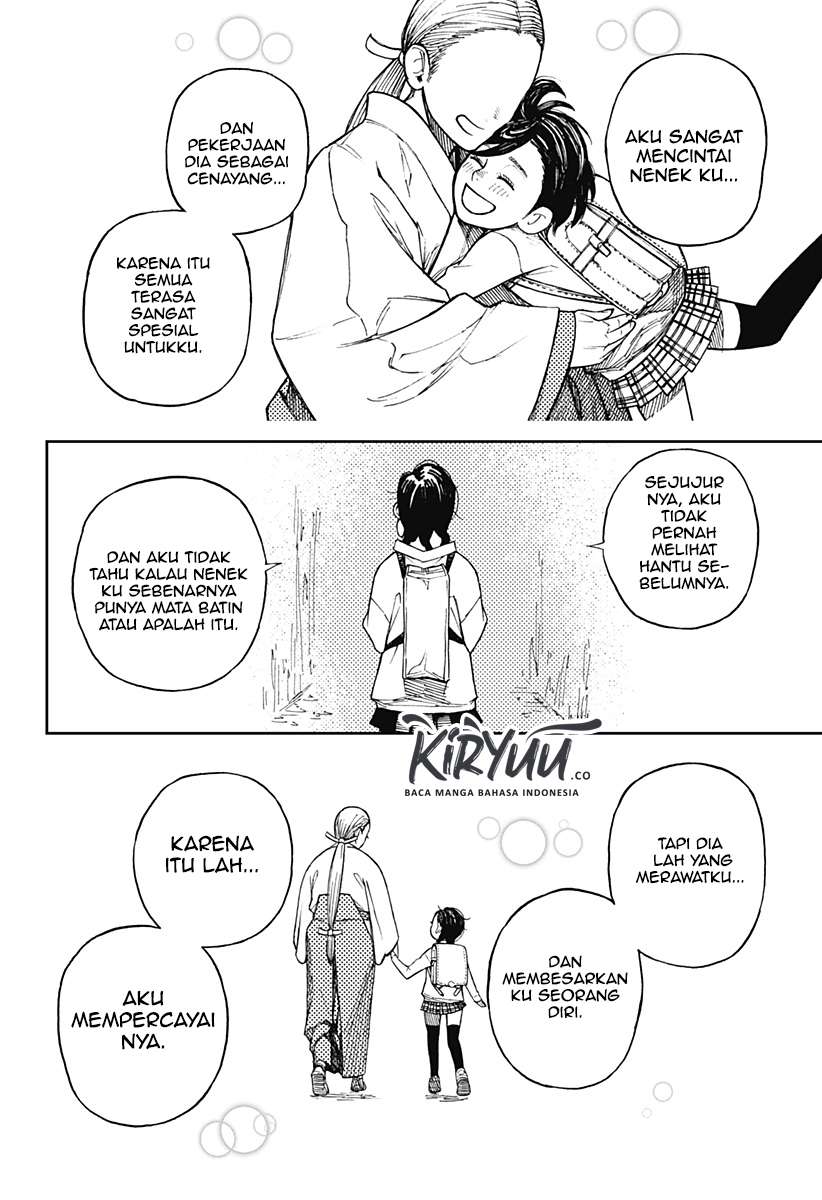 AKU SANGAT
MENCINTAI
NENEK KU...
DAN
PEKERJAAN
DIA SEBAGAI
CENAYANG...
KARENA ITU
SEMUA
TERASA
SANGAT
SPESIAL
UNTUKKU.
SEJUJUR
NYA, AKU
TIDAK
PERNAH
MELIHAT
HANTU SE-
BELUMNYA.
DAN AKU TIDAK
TAHU KALAU NENEK
KU SEBENARNYA
PUNYA MATA BATIN
ATAU APALAH ITU.
KIRYUU.CO
BACA MANGA BAHASA INDONESIA
TAPI DIA
LAH YANG
MERAWATKU...
DAN
MEMBESARKAN
KU SEORANG
DIRI.
KARENA
ITU LAH...
AKU
MEMPERCAYAI
NYA.